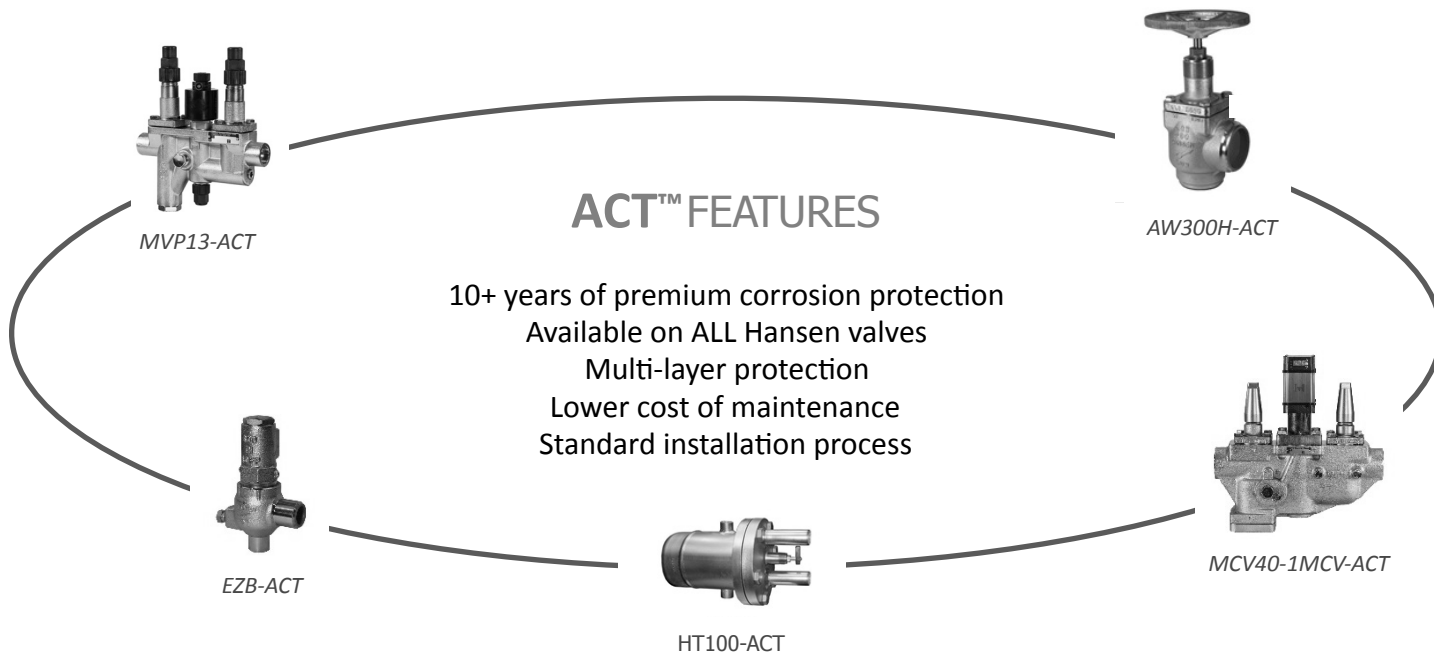 ACT™ FEATURES
10+ years of premium corrosion protection
Available on ALL Hansen valves
Multi-layer protection
Lower cost of maintenance
Standard installation process
MVP13-ACT
AW300H-ACT
EZB-ACT
HT100-ACT
MCV40-1MCV-ACT